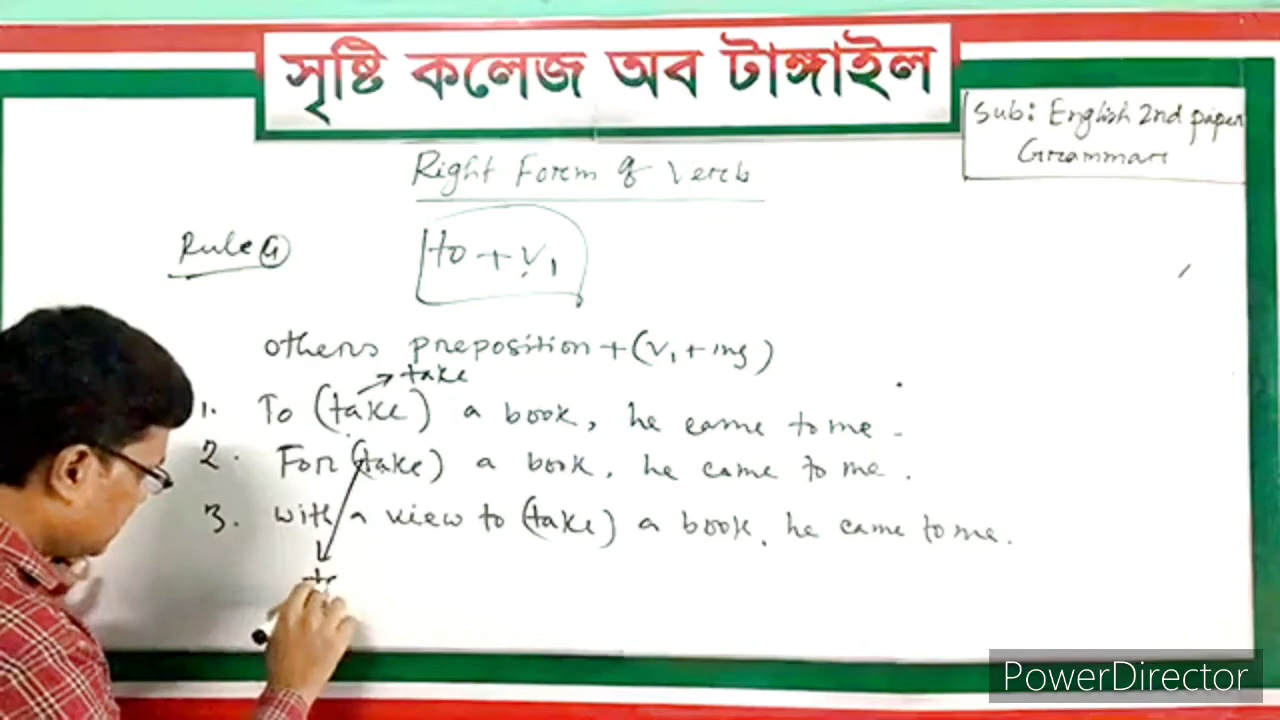 সৃষ্টি কলেজ অব টাঙ্গাইল
Sub: English 2nd paper
Grammar
Right Form of Verb
Rule 4
to + V1
others preposition + (V1 + ing)
take
1. To (take) a book, he came to me.
2. For (take) a book, he came to me.
3. with a view to (take) a book, he came to me.
PowerDirector